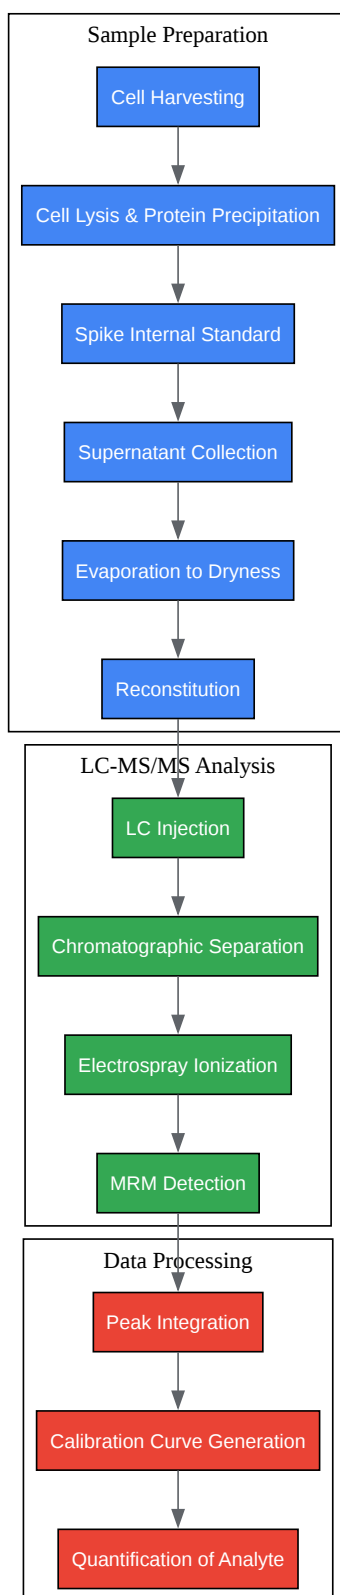 Sample Preparation
Cell Harvesting
Cell Lysis & Protein Precipitation
Spike Internal Standard
Supernatant Collection
Evaporation to Dryness
Reconstitution
LC-MS/MS Analysis
LC Injection
Chromatographic Separation
Electrospray Ionization
MRM Detection
Data Processing
Peak Integration
Calibration Curve Generation
Quantification of Analyte